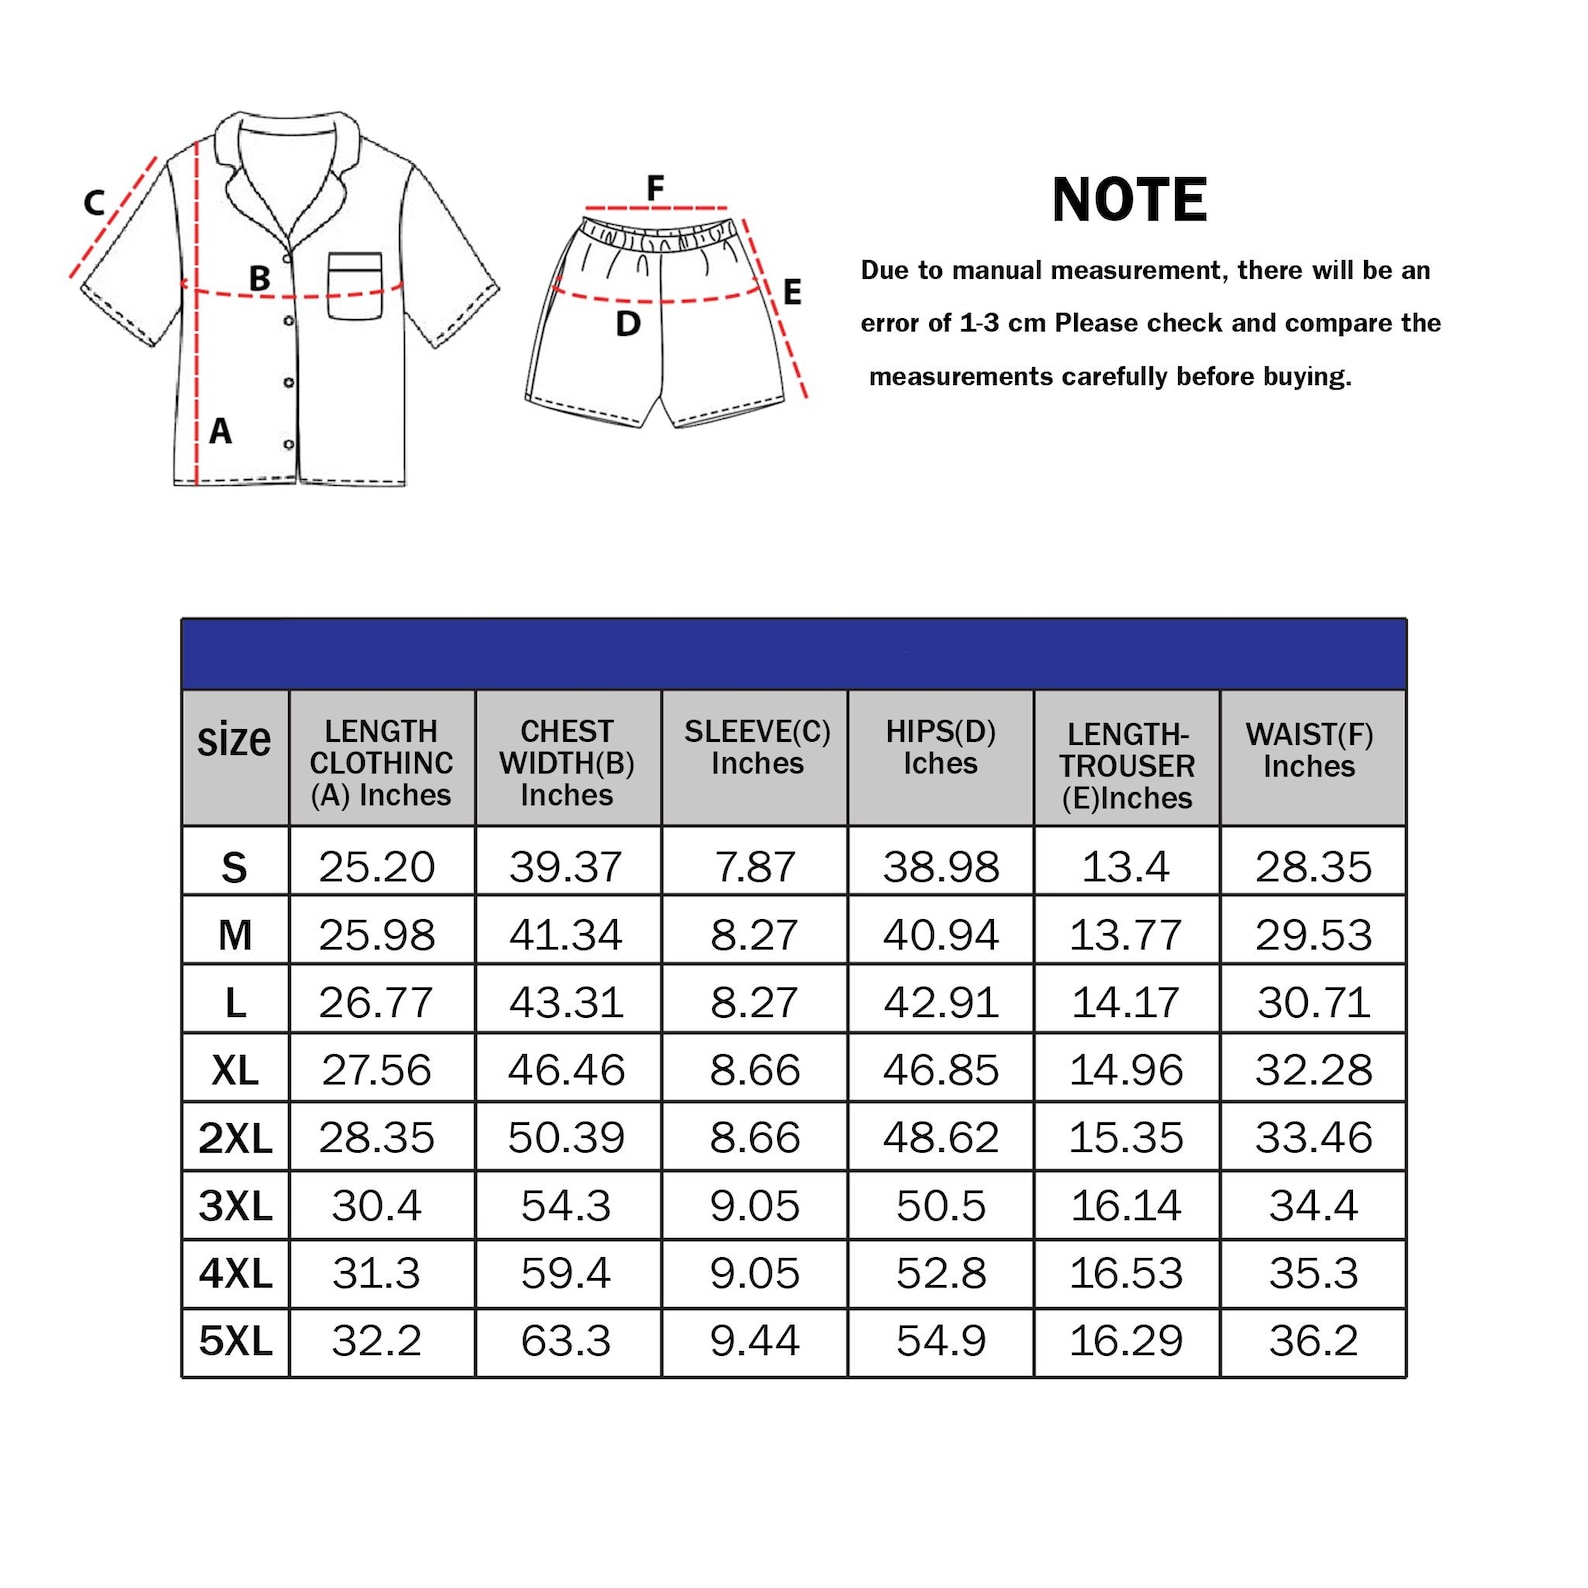 C
B
A
F
E
D
NOTE
Due to manual measurement, there will be an
error of 1-3 cm Please check and compare the
measurements carefully before buying.
size LENGTH CLOTHINC (A) Inches CHEST WIDTH(B) Inches SLEEVE(C) Inches HIPS(D) Iches LENGTH-TROUSER (E)Inches WAIST(F) Inches
S 25.20 39.37 7.87 38.98 13.4 28.35
M 25.98 41.34 8.27 40.94 13.77 29.53
L 26.77 43.31 8.27 42.91 14.17 30.71
XL 27.56 46.46 8.66 46.85 14.96 32.28
2XL 28.35 50.39 8.66 48.62 15.35 33.46
3XL 30.4 54.3 9.05 50.5 16.14 34.4
4XL 31.3 59.4 9.05 52.8 16.53 35.3
5XL 32.2 63.3 9.44 54.9 16.29 36.2